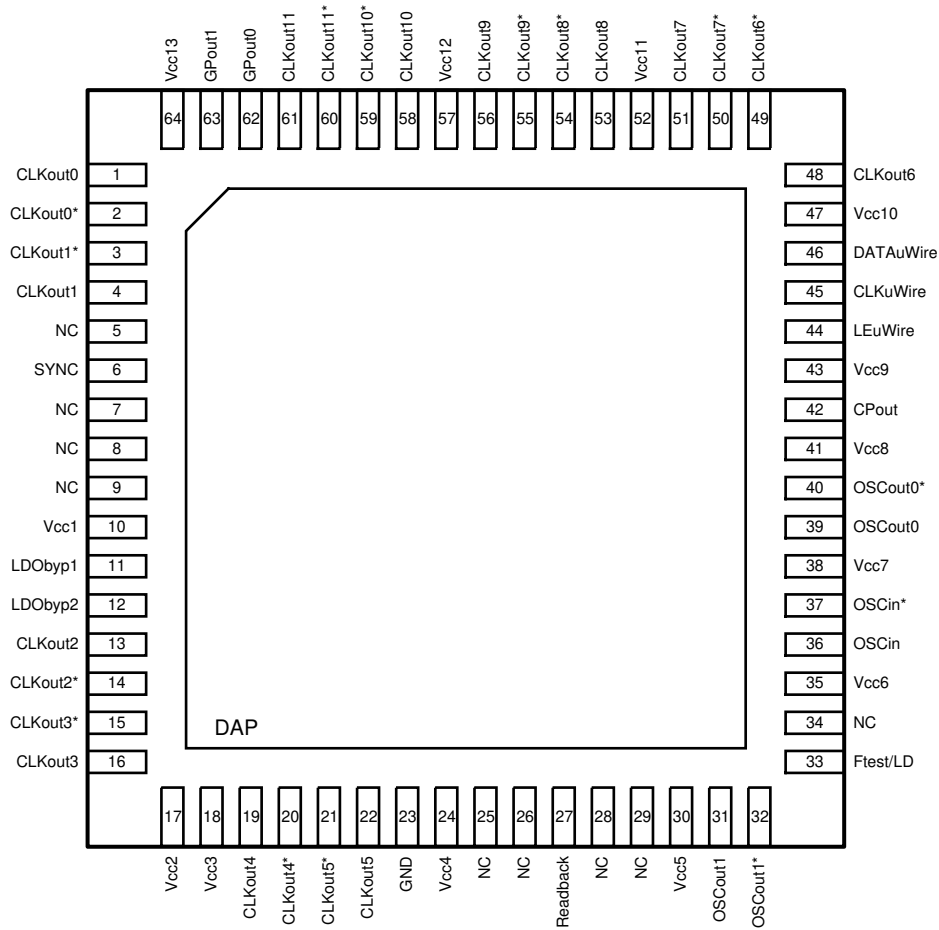 Vcc13 GPout1 GPout0 CLKout11 CLKout11* CLKout10* CLKout10 Vcc12 CLKout9 CLKout9* CLKout8* CLKout8 Vcc11 CLKout7 CLKout7* CLKout6*
64 63 62 61 60 59 58 57 56 55 54 53 52 51 50 49
CLKout0 1 48 CLKout6
CLKout0* 2 47 Vcc10
CLKout1* 3 46 DATAuWire
CLKout1 4 45 CLKuWire
NC 5 44 LEuWire
SYNC 6 43 Vcc9
NC 7 42 CPout
NC 8 41 Vcc8
NC 9 40 OSCout0*
Vcc1 10 39 OSCout0
LDObyp1 11 38 Vcc7
LDObyp2 12 37 OSCin*
CLKout2 13 36 OSCin
CLKout2* 14 35 Vcc6
CLKout3* 15 DAP 34 NC
CLKout3 16 33 Ftest/LD
17 18 19 20 21 22 23 24 25 26 27 28 29 30 31 32
Vcc2 Vcc3 CLKout4 CLKout4* CLKout5* CLKout5 GND Vcc4 NC NC Readback NC NC Vcc5 OSCout1 OSCout1*